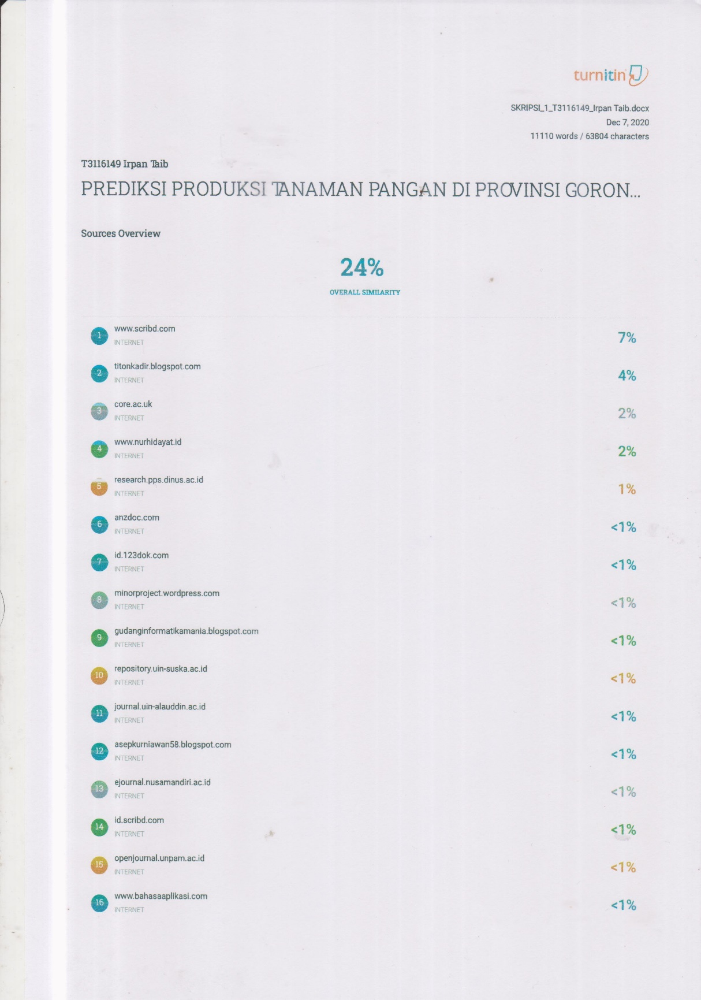 turnitin
SKRIPSI_1_T3116149_Irpan Taib.docx
Dec 7, 2020
11110 words / 63804 characters
T3116149 Irpan Taib
PREDIKSI PRODUKSI TANAMAN PANGAN DI PROVINSI GORON...
Sources Overview
24%
OVERALL SIMILARITY
1 www.scribd.com 7%
INTERNET
2 titonkadir.blogspot.com 4%
INTERNET
3 core.ac.uk 2%
INTERNET
4 www.nurhidayat.id 2%
INTERNET
5 research.pps.dinus.ac.id 1%
INTERNET
6 anzdoc.com <1%
INTERNET
7 id.123dok.com <1%
INTERNET
8 minorproject.wordpress.com <1%
INTERNET
9 gudanginformatikamania.blogspot.com <1%
INTERNET
10 repository.uin-suska.ac.id <1%
INTERNET
11 journal.uin-alauddin.ac.id <1%
INTERNET
12 asepkurniawan58.blogspot.com <1%
INTERNET
13 ejournal.nusamandiri.ac.id <1%
INTERNET
14 id.scribd.com <1%
INTERNET
15 openjournal.unpam.ac.id <1%
INTERNET
16 www.bahasaaplikasi.com <1%
INTERNET